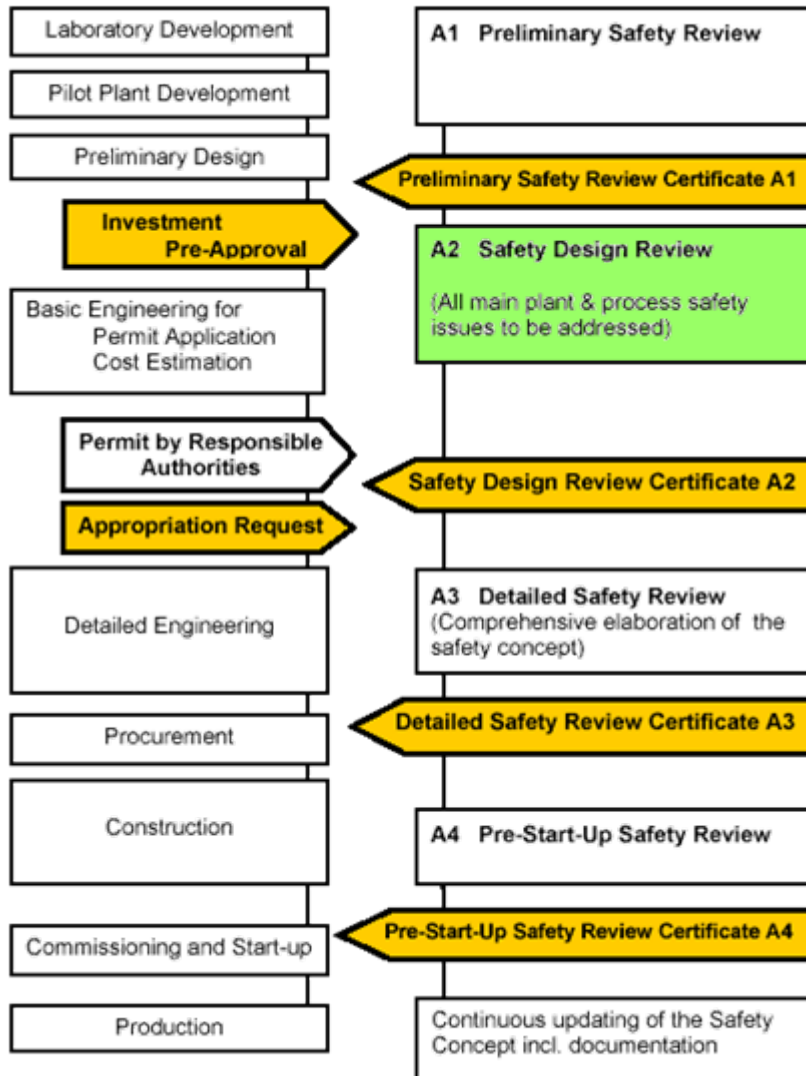 Laboratory Development
Pilot Plant Development
Preliminary Design
Investment
Pre-Approval
Basic Engineering for
Permit Application
Cost Estimation
Permit by Responsible
Authorities
Appropriation Request
Detailed Engineering
Procurement
Construction
Commissioning and Start-up
Production
A1 Preliminary Safety Review
Preliminary Safety Review Certificate A1
A2 Safety Design Review
(All main plant & process safety
issues to be addressed)
Safety Design Review Certificate A2
A3 Detailed Safety Review
(Comprehensive elaboration of the
safety concept)
Detailed Safety Review Certificate A3
A4 Pre-Start-Up Safety Review
Pre-Start-Up Safety Review Certificate A4
Continuous updating of the Safety
Concept incl. documentation